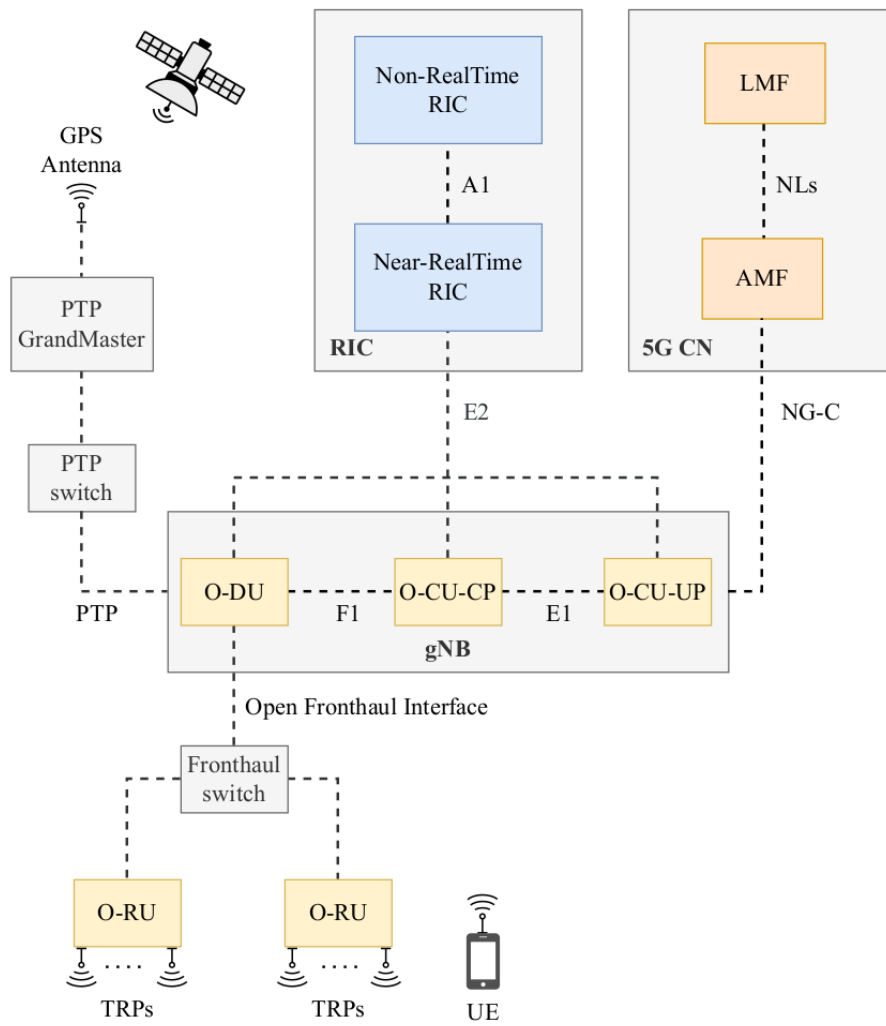 Non-RealTime
RIC
LMF
GPS
Antenna
A1
NLs
Near-RealTime
RIC
AMF
PTP
GrandMaster
RIC
5G CN
E2
NG-C
PTP
switch
O-DU
O-CU-CP
O-CU-UP
PTP
F1
E1
gNB
Open Fronthaul Interface
Fronthaul
switch
O-RU
O-RU
TRPs
TRPs
UE